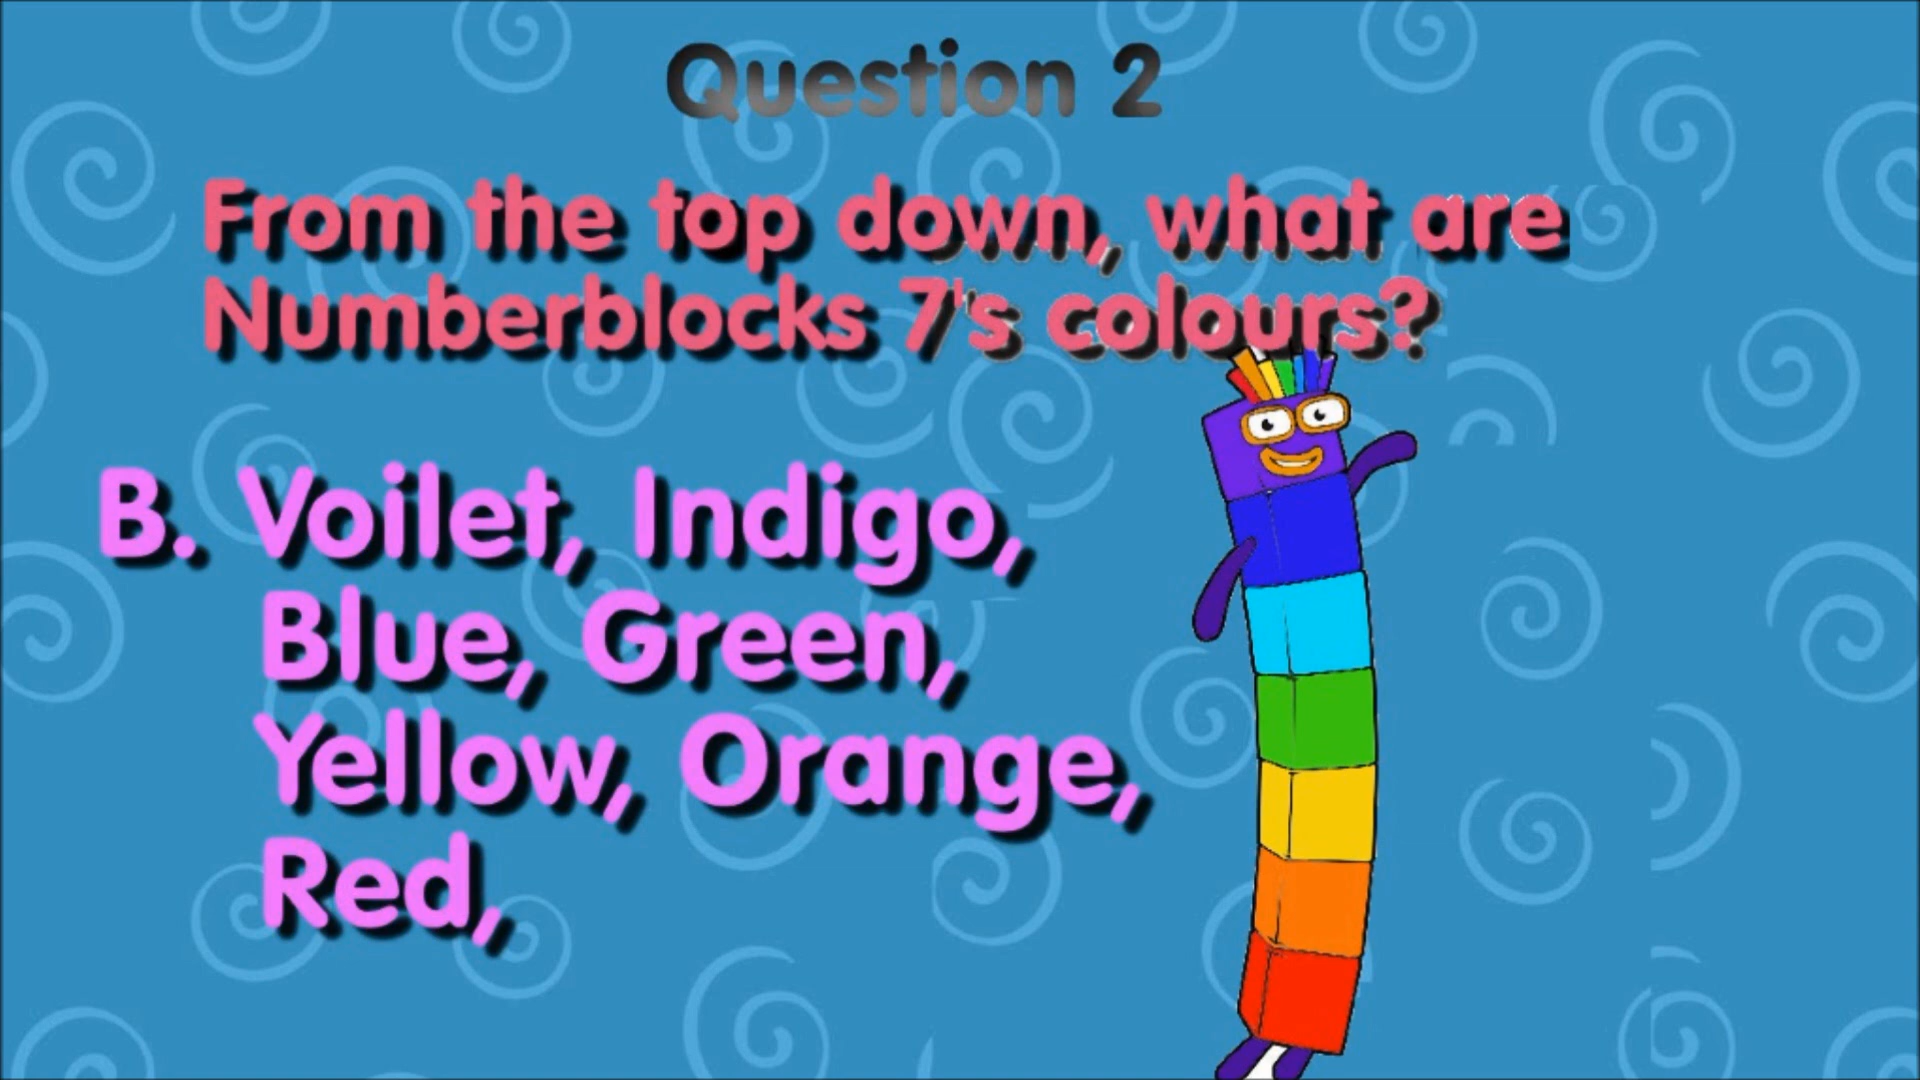 Question 2
From the top down, what are
Numberblocks 7's colours?
B. Voilet, Indigo,
Blue, Green,
Yellow, Orange,
Red,